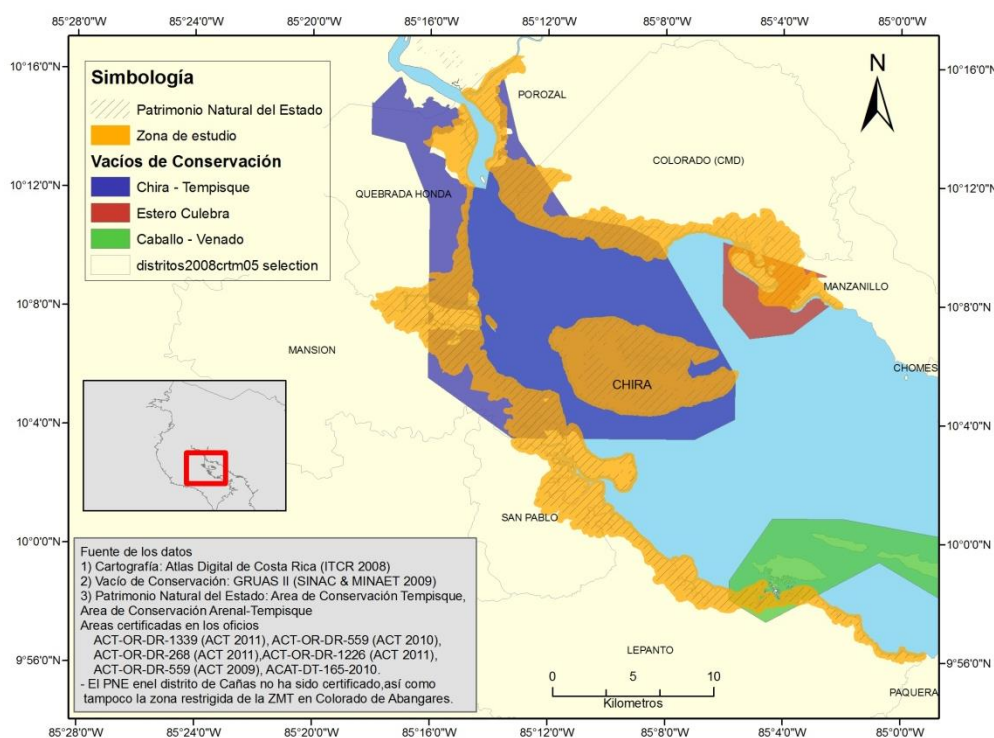 85°28'0"W 85°24'0"W 85°20'0"W 85°16'0"W 85°12'0"W 85°8'0"W 85°4'0"W 85°0'0"W
10°16'0"N 10°16'0"N
N
Simbología
Patrimonio Natural del Estado
Zona de estudio
Vacíos de Conservación
Chira - Tempisque
Estero Culebra
Caballo - Venado
distritos2008crtm05 selection
POROZAL
COLORADO (CMD)
10°12'0"N 10°12'0"N
QUEBRADA HONDA
MANZANILLO
10°8'0"N 10°8'0"N
MANSION
CHOMES
CHIRA
10°4'0"N 10°4'0"N
SAN PABLO
10°0'0"N 10°0'0"N
Fuente de los datos
1) Cartografía: Atlas Digital de Costa Rica (ITCR 2008)
2) Vacío de Conservación: GRUAS II (SINAC & MINAET 2009)
3) Patrimonio Natural del Estado: Area de Conservación Tempisque,
Area de Conservación Arenal-Tempisque
Areas certificadas en los oficios
ACT-OR-DR-1339 (ACT 2011), ACT-OR-DR-559 (ACT 2010),
ACT-OR-DR-268 (ACT 2011),ACT-OR-DR-1226 (ACT 2011),
ACT-OR-DR-559 (ACT 2009), ACAT-DT-165-2010.
- El PNE enel distrito de Cañas no ha sido certificado,así como
tampoco la zona restrigida de la ZMT en Colorado de Abangares.
LEPANTO
9°56'0"N 9°56'0"N
0 5 10
Kilometros
PAQUERA
85°28'0"W 85°24'0"W 85°20'0"W 85°16'0"W 85°12'0"W 85°8'0"W 85°4'0"W 85°0'0"W